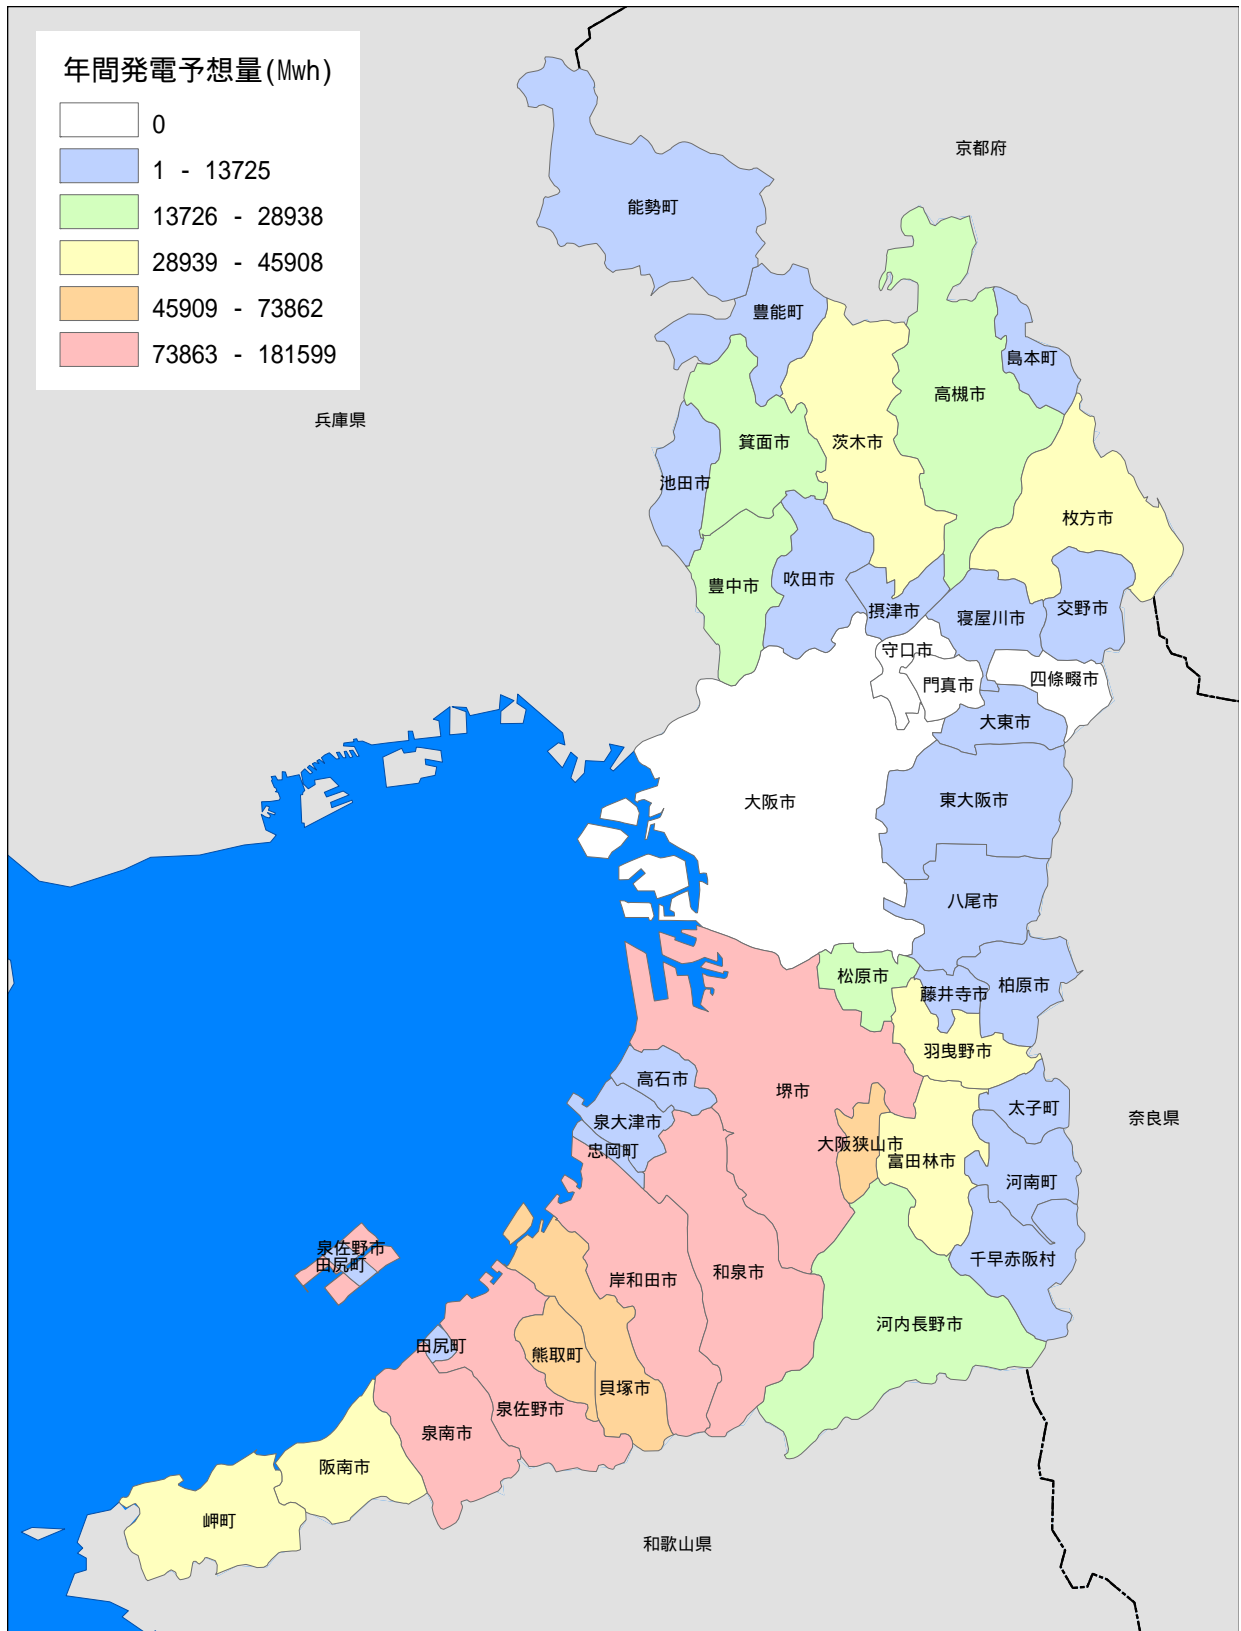 年間発電予想量(Mwh)
0
1 - 13725
13726 - 28938
28939 - 45908
45909 - 73862
73863 - 181599
京都府
能勢町
豊能町
島本町
高槻市
兵庫県
箕面市
茨木市
池田市
枚方市
豊中市
吹田市
摂津市
寝屋川市
交野市
守口市
門真市
四條畷市
大東市
大阪市
東大阪市
八尾市
松原市
藤井寺市
柏原市
羽曳野市
高石市
堺市
太子町
奈良県
泉大津市
大阪狭山市
忠岡町
富田林市
河南町
泉佐野市
田尻町
岸和田市
和泉市
千早赤阪村
河内長野市
田尻町
熊取町
貝塚市
泉佐野市
泉南市
阪南市
岬町
和歌山県